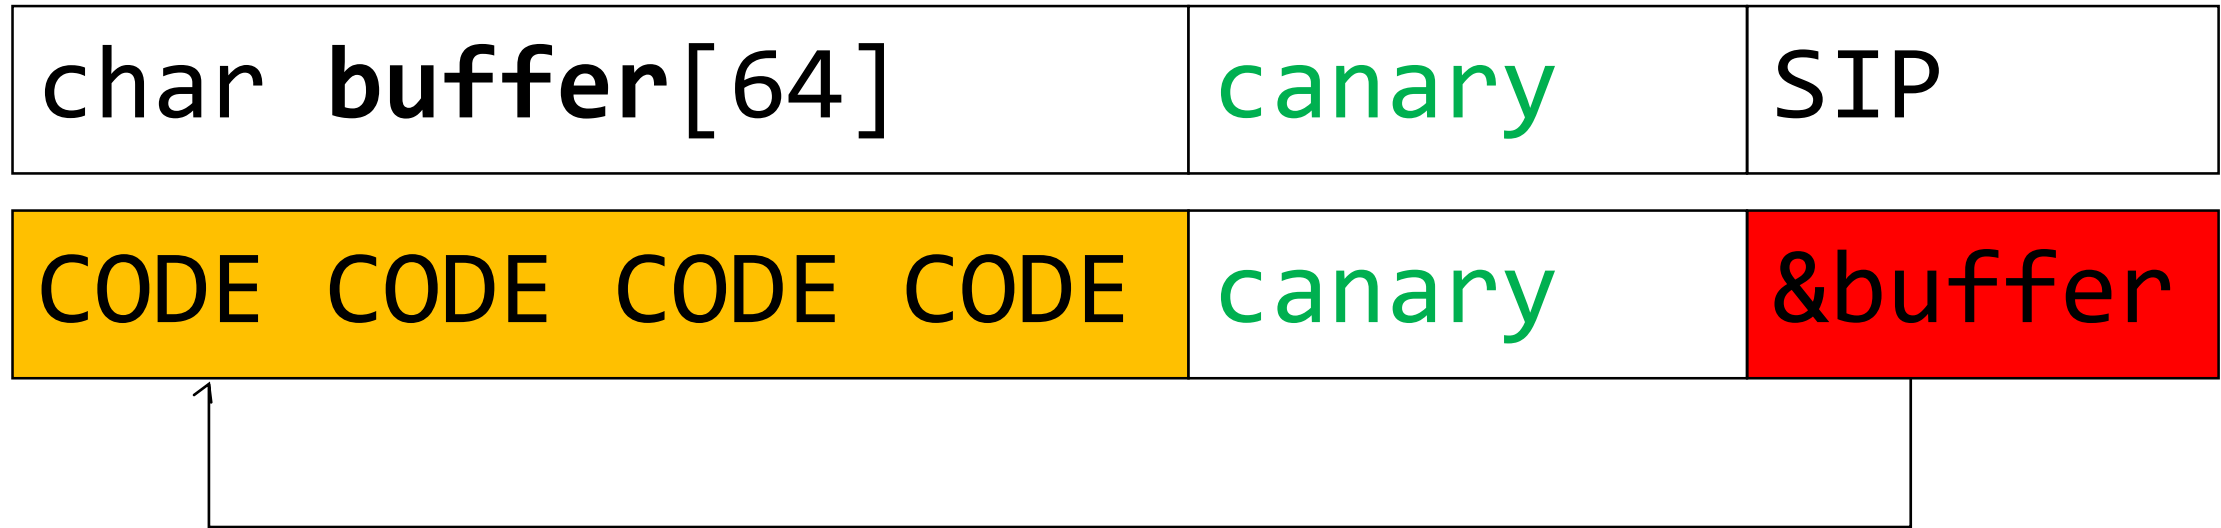 char buffer[64] canary SIP
CODE CODE CODE CODE canary &buffer